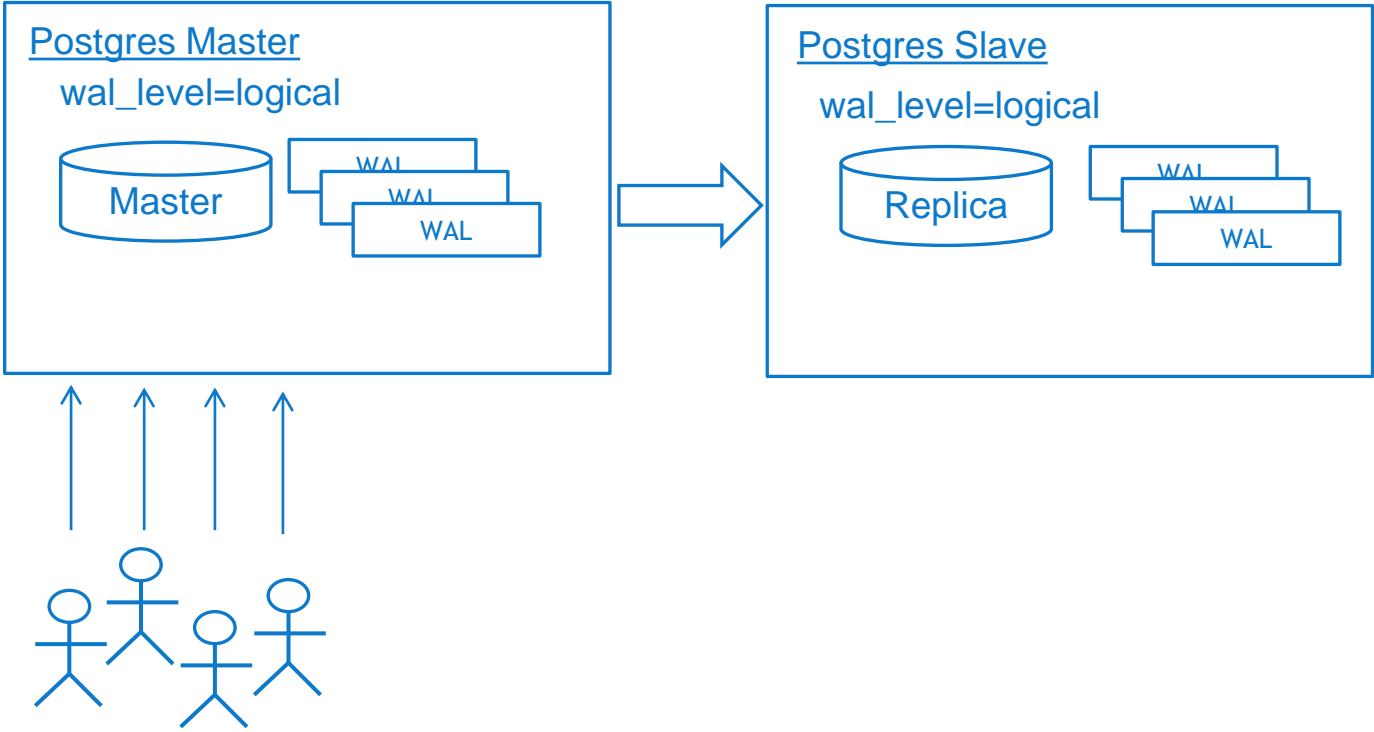 Postgres Master
wal_level=logical
Master
WAL
WAL
WAL
Postgres Slave
wal_level=logical
Replica
WAL
WAL
WAL